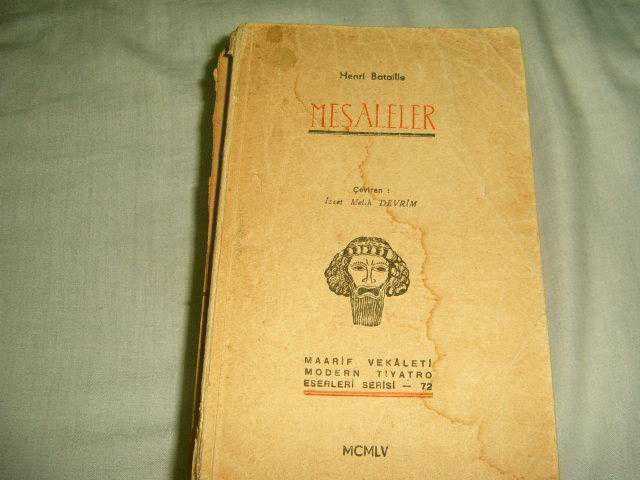 Henri Bataille
MEŞALELER
Çeviren :
İzzet Melih DEVRİM
MAARİF VEKÂLETİ
MODERN TİYATRO
ESERLERİ SERİSİ — 72
MCMLV